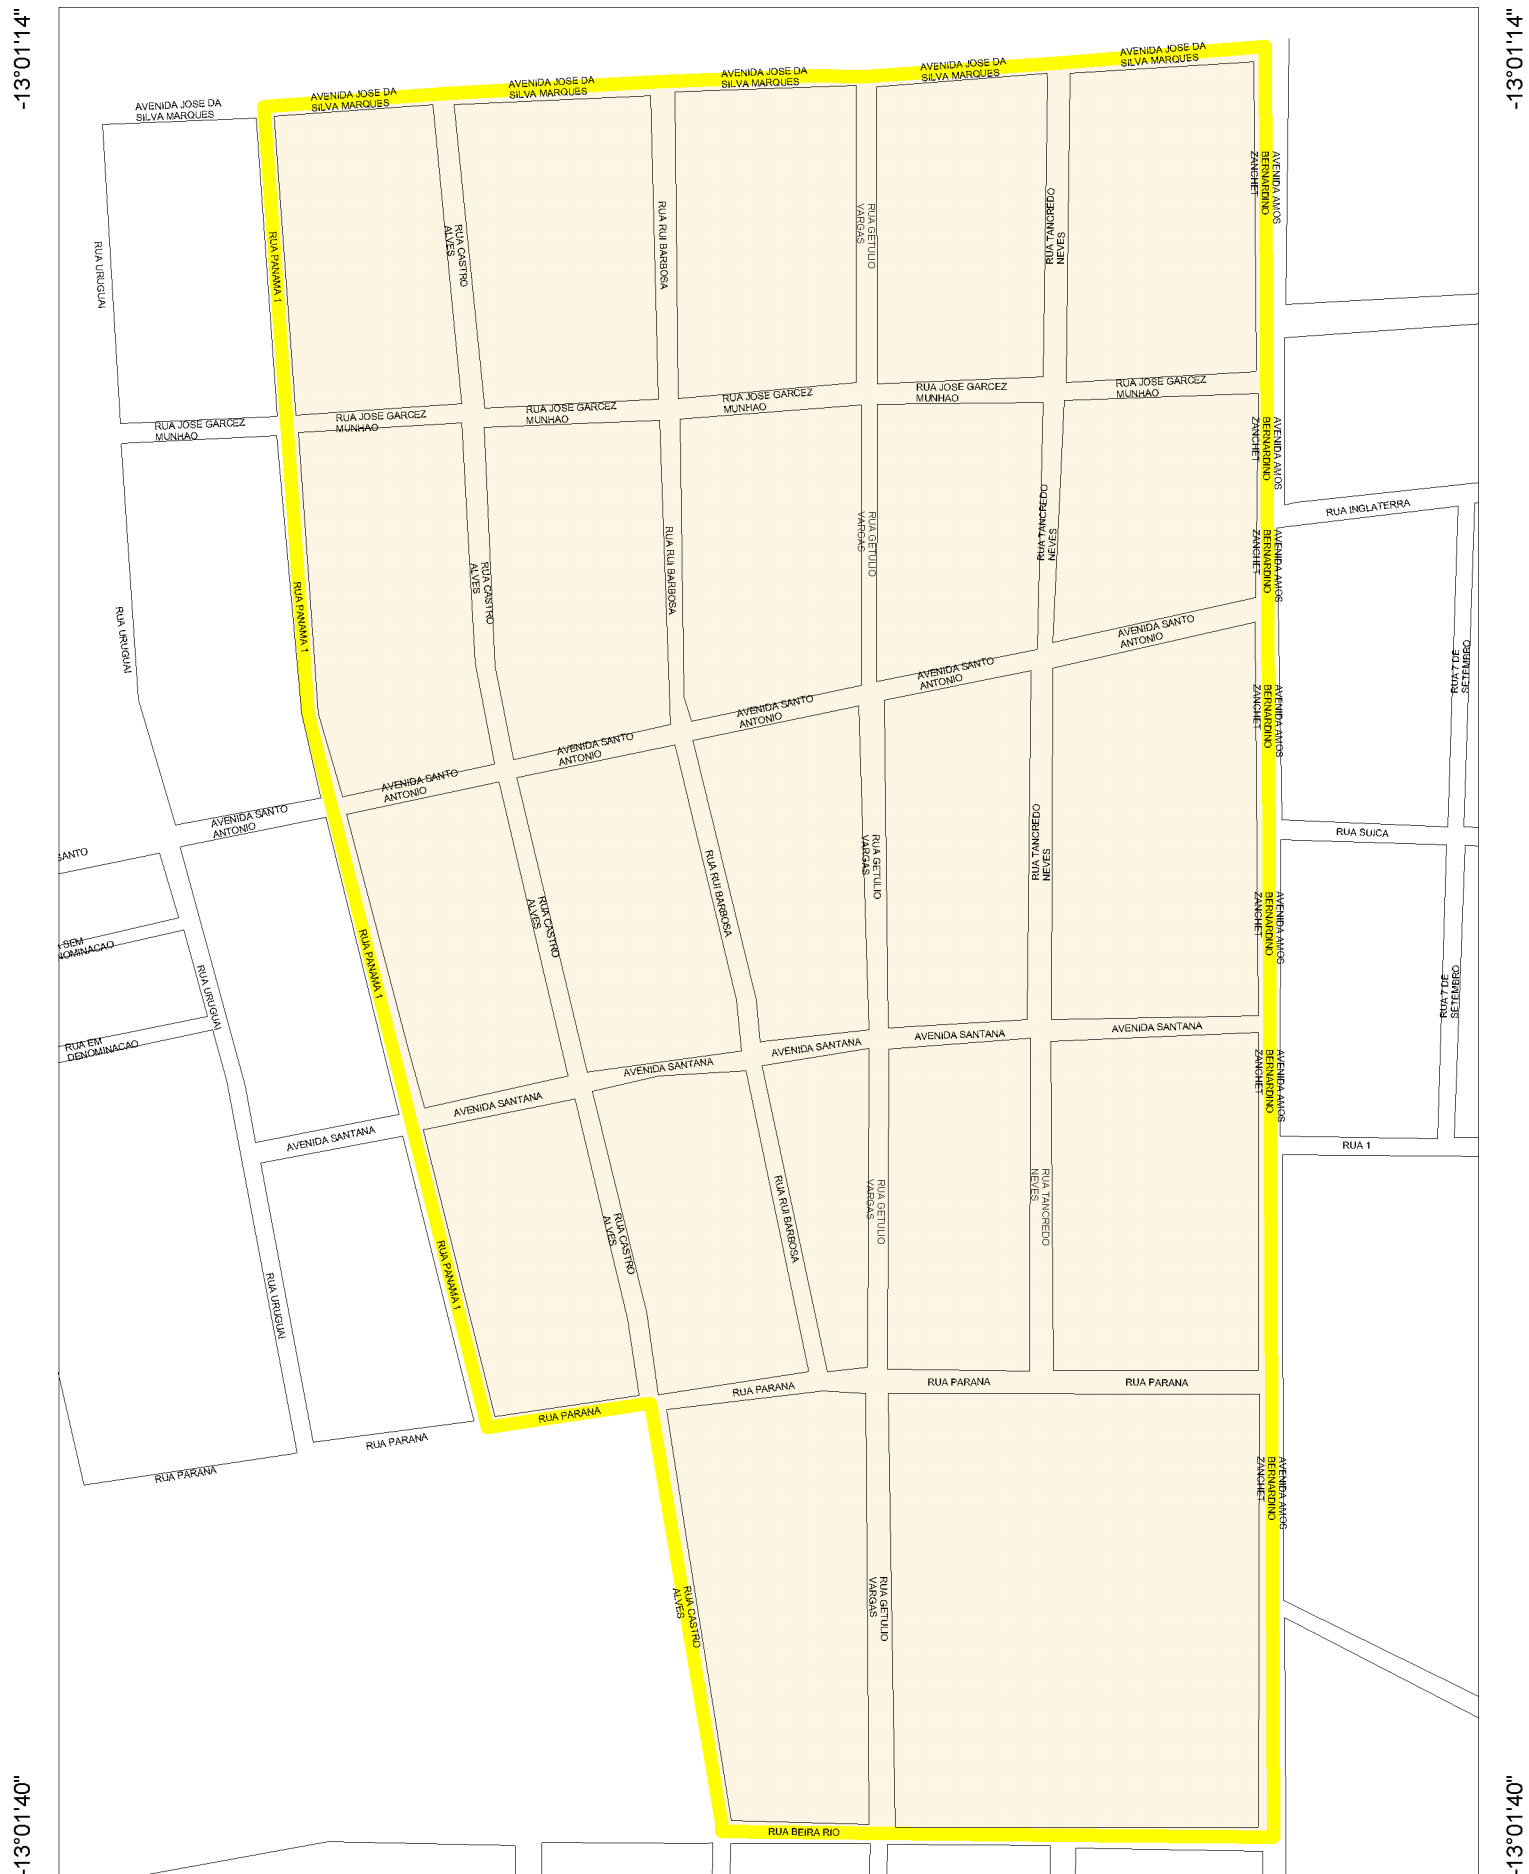 -13°01'14"
-13°01'14"
AVENIDA JOSE DA
SILVA MARQUES
AVENIDA JOSE DA
SILVA MARQUES
AVENIDA JOSE DA
SILVA MARQUES
AVENIDA JOSE DA
SILVA MARQUES
AVENIDA JOSE DA
SILVA MARQUES
AVENIDA JOSE DA
SILVA MARQUES
RUA URUGUAI
RUA PANAMA 1
RUA CASTRO
ALVES
RUA RUI BARBOSA
RUA GETULIO
VARGAS
RUA TANCREDO
NEVES
AVENIDA AMOS
BERNARDINO
ZANCHET
RUA JOSE GARCEZ
MUNHAO
RUA JOSE GARCEZ
MUNHAO
RUA JOSE GARCEZ
MUNHAO
RUA JOSE GARCEZ
MUNHAO
RUA JOSE GARCEZ
MUNHAO
RUA JOSE GARCEZ
MUNHAO
AVENIDA AMOS
BERNARDINO
ZANCHET
RUA INGLATERRA
RUA URUGUAI
RUA PANAMA 1
RUA CASTRO
ALVES
RUA RUI BARBOSA
RUA GETULIO
VARGAS
RUA TANCREDO
NEVES
AVENIDA AMOS
BERNARDINO
ZANCHET
RUA 7 DE
SETEMBRO
AVENIDA SANTO
ANTONIO
AVENIDA SANTO
ANTONIO
AVENIDA SANTO
ANTONIO
AVENIDA SANTO
ANTONIO
AVENIDA SANTO
ANTONIO
AVENIDA SANTO
ANTONIO
AVENIDA AMOS
BERNARDINO
ZANCHET
SANTO
RUA SUICA
A SEM
NOMINACAO
RUA URUGUAI
RUA PANAMA 1
RUA CASTRO
ALVES
RUA RUI BARBOSA
RUA GETULIO
VARGAS
RUA TANCREDO
NEVES
AVENIDA AMOS
BERNARDINO
ZANCHET
RUA 7 DE
SETEMBRO
RUA EM
DENOMINACAO
AVENIDA SANTANA
AVENIDA SANTANA
AVENIDA SANTANA
AVENIDA SANTANA
AVENIDA SANTANA
AVENIDA SANTANA
AVENIDA AMOS
BERNARDINO
ZANCHET
RUA 1
RUA URUGUAI
RUA PANAMA 1
RUA CASTRO
ALVES
RUA RUI BARBOSA
RUA GETULIO
VARGAS
RUA TANCREDO
NEVES
RUA PARANA
RUA PARANA
RUA PARANA
RUA PARANA
RUA PARANA
RUA PARANA
AVENIDA AMOS
BERNARDINO
ZANCHET
RUA CASTRO
ALVES
RUA GETULIO
VARGAS
RUA BEIRA RIO
-13°01'40"
-13°01'40"